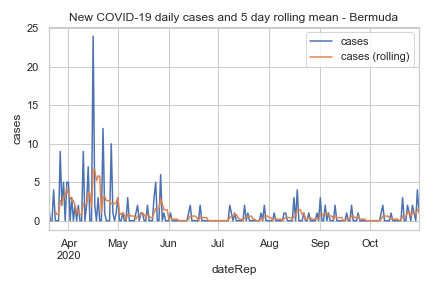 New COVID-19 daily cases and 5 day rolling mean - Bermuda
cases
cases (rolling)
25
20
15
10
5
0
cases
Apr May Jun Jul Aug Sep Oct
2020
dateRep